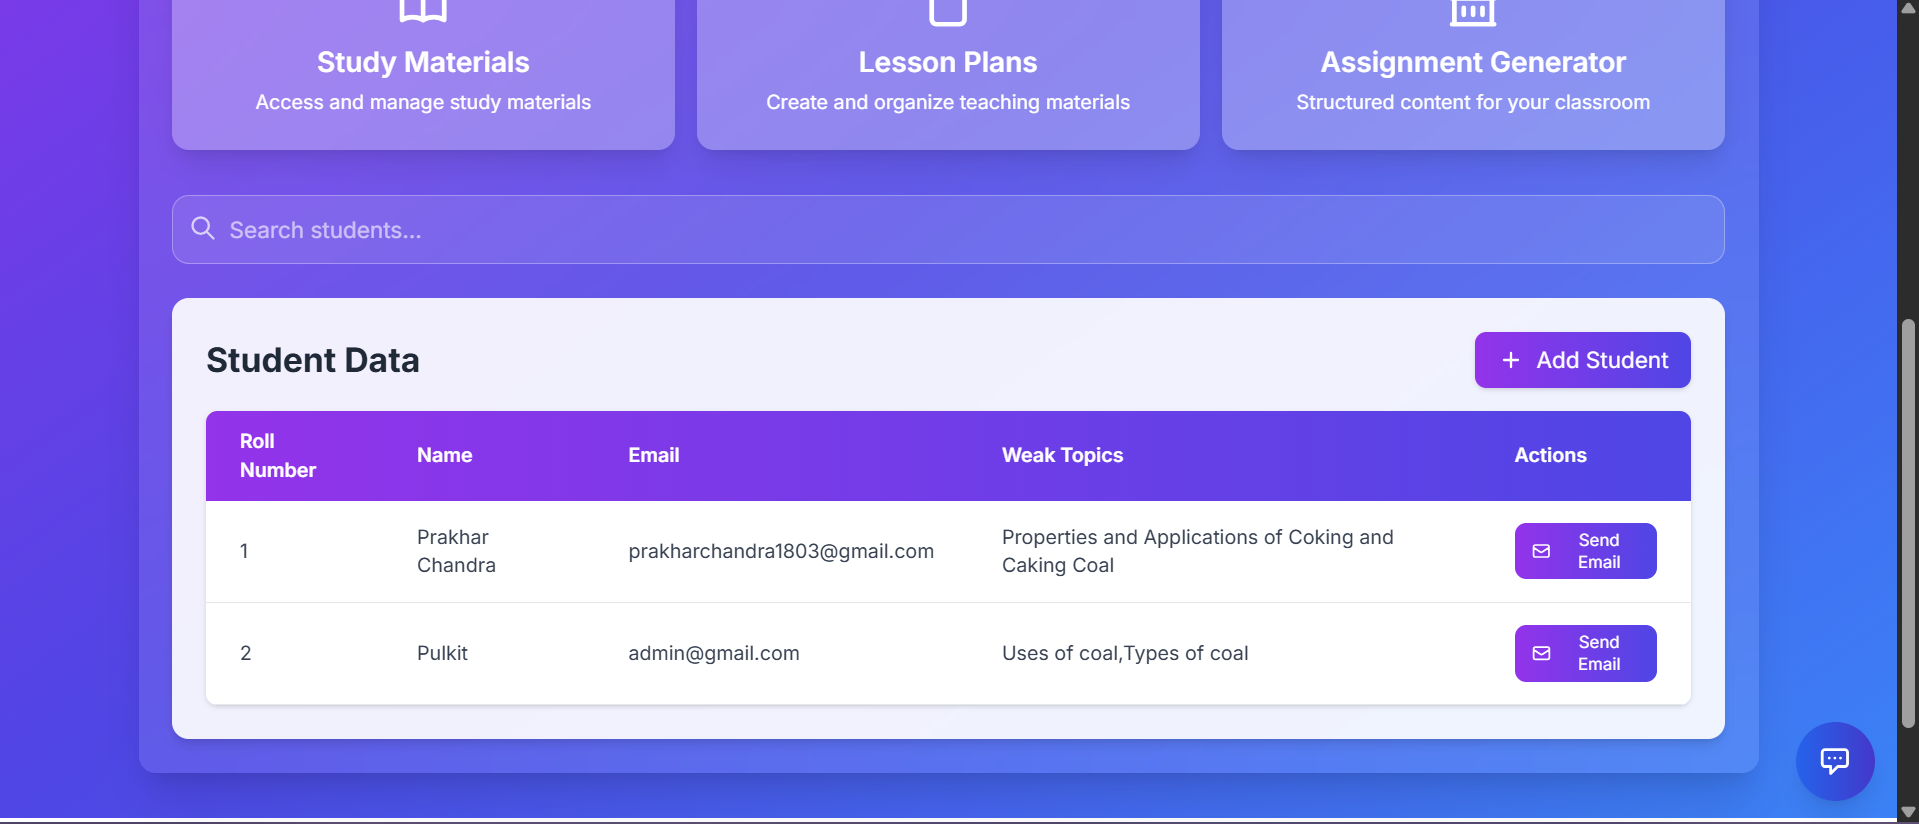 Study Materials
Access and manage study materials
Lesson Plans
Create and organize teaching materials
Assignment Generator
Structured content for your classroom
Search students...
Student Data
+ Add Student
Roll
Number
Name
Email
Weak Topics
Actions
1
Prakhar
Chandra
prakharchandra1803@gmail.com
Properties and Applications of Coking and
Caking Coal
Send
Email
2
Pulkit
admin@gmail.com
Uses of coal,Types of coal
Send
Email